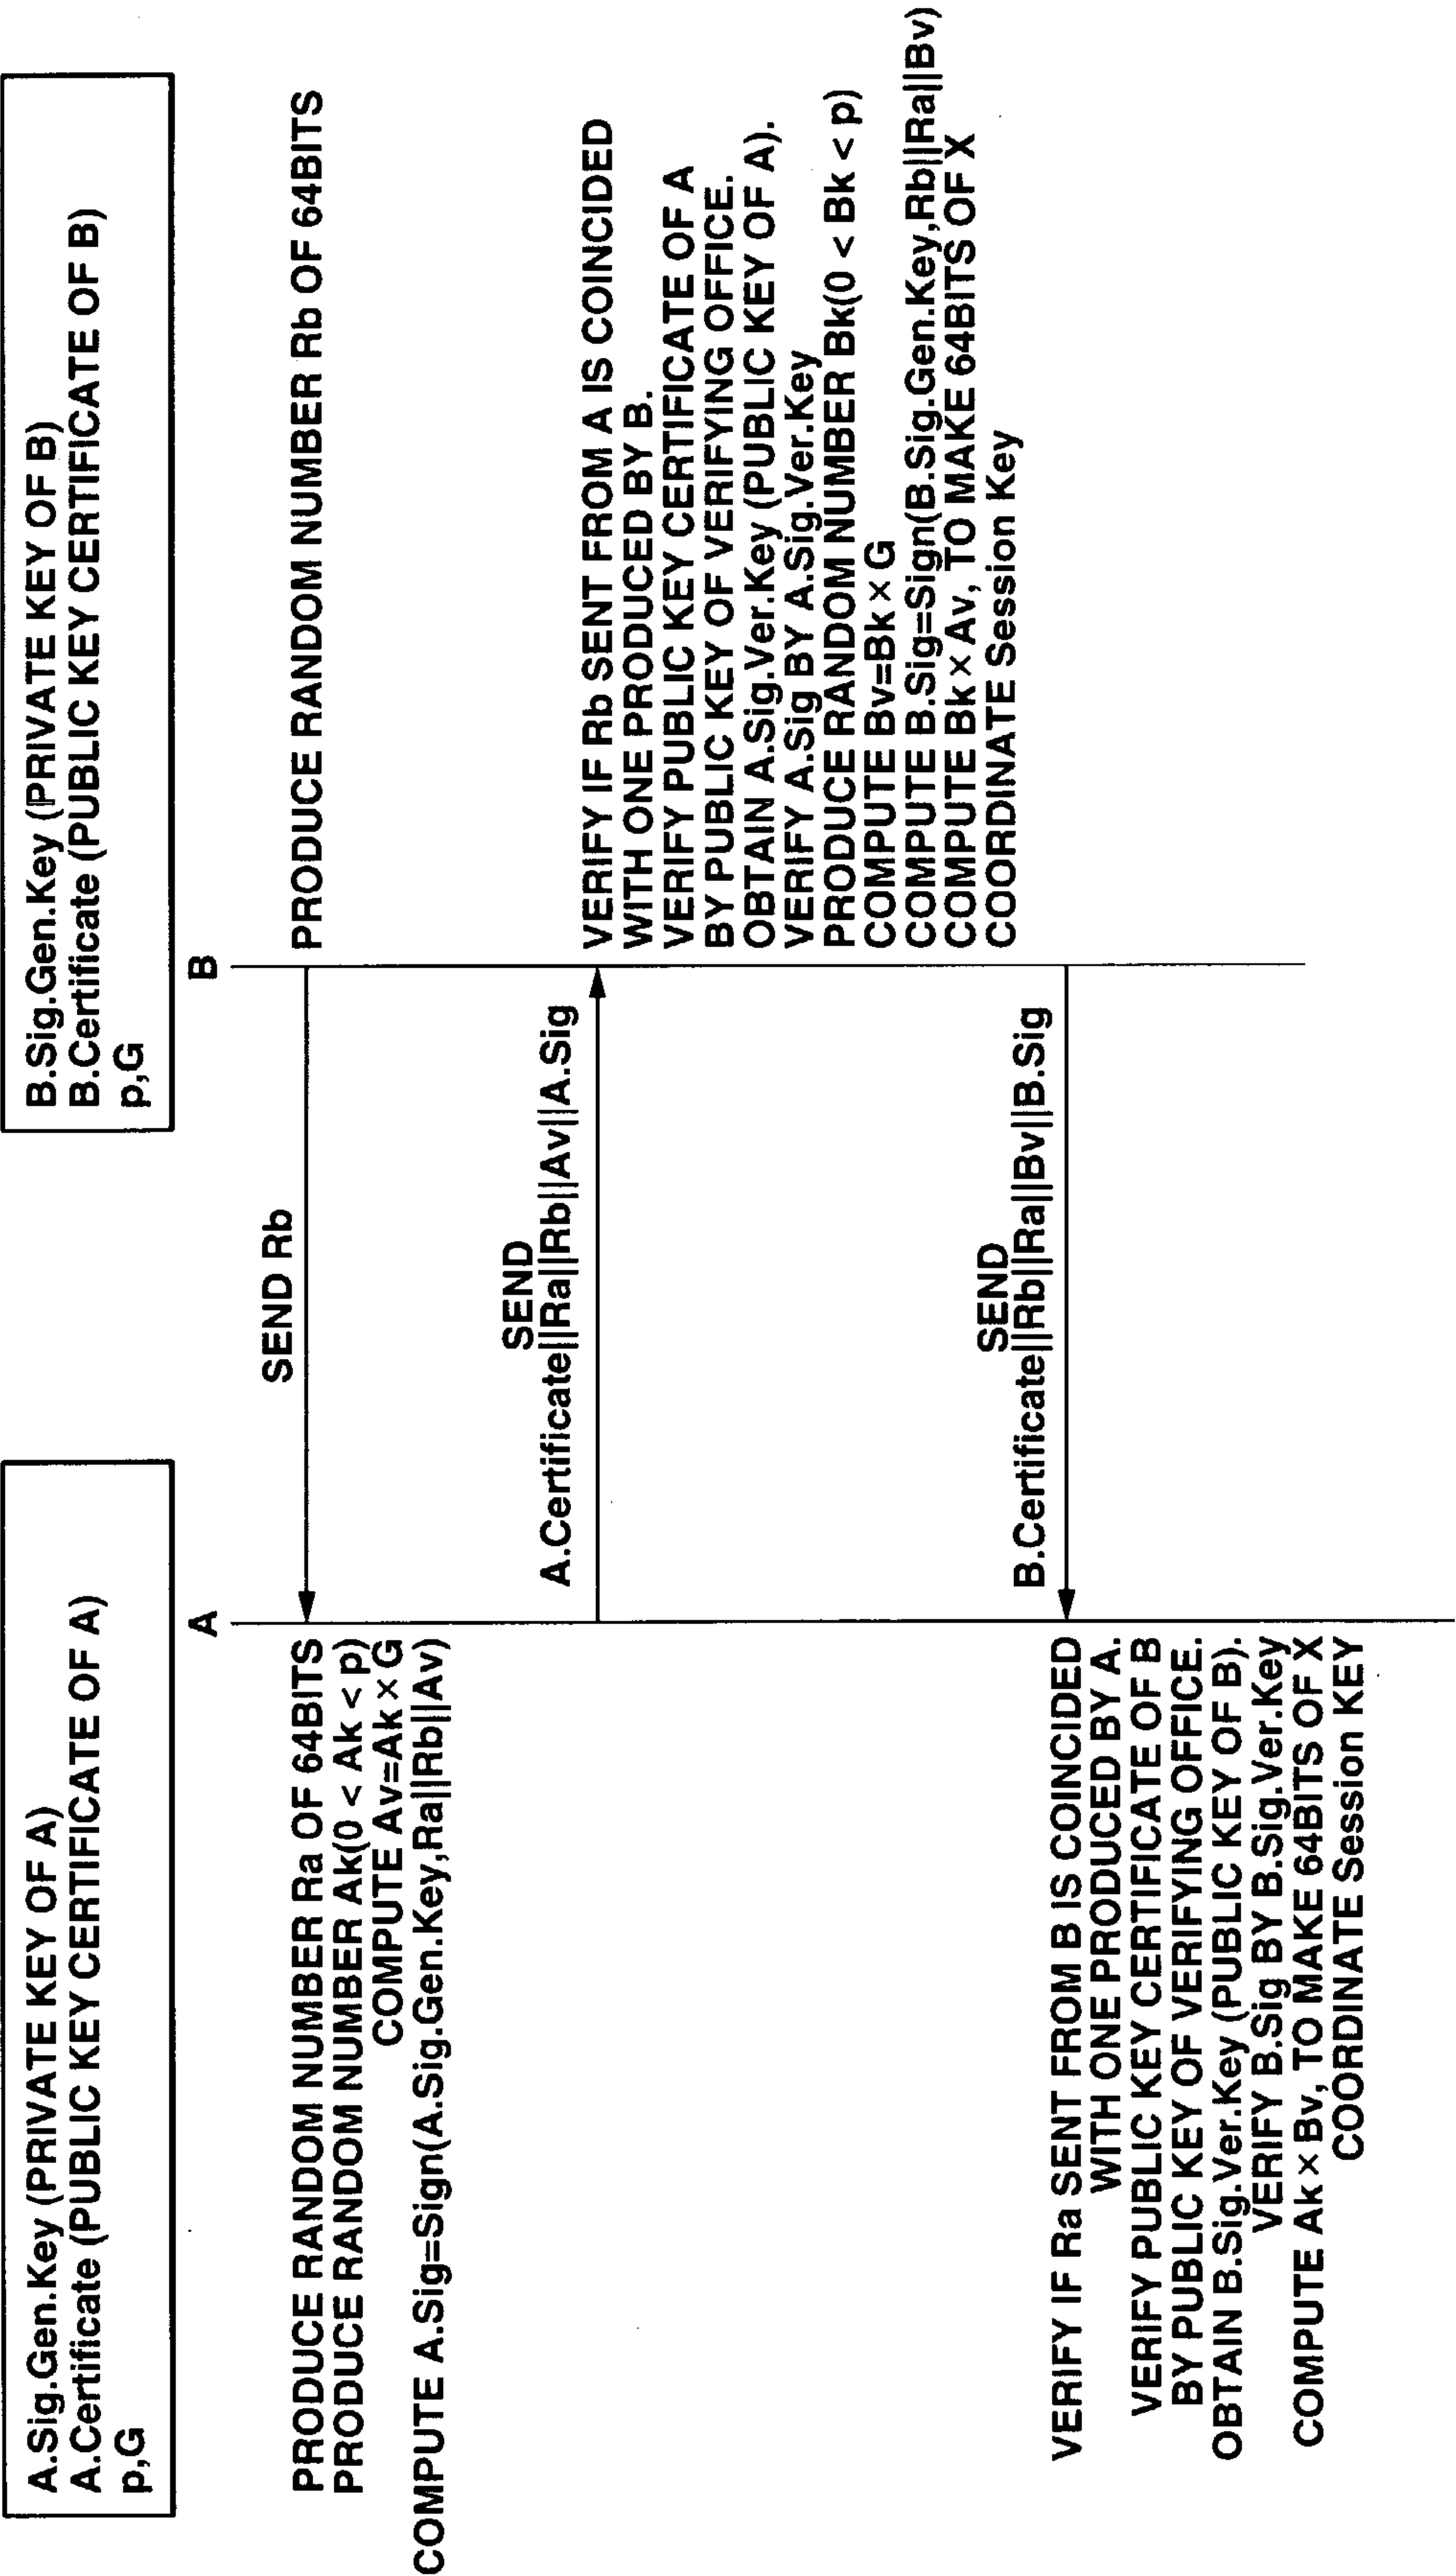 A.Sig.Gen.Key (PRIVATE KEY OF A)
A.Certificate (PUBLIC KEY CERTIFICATE OF A)
p,G
B.Sig.Gen.Key (PRIVATE KEY OF B)
B.Certificate (PUBLIC KEY CERTIFICATE OF B)
p,G
A
B
SEND Rb
PRODUCE RANDOM NUMBER Rb OF 64BITS
PRODUCE RANDOM NUMBER Ra OF 64BITS
PRODUCE RANDOM NUMBER Ak(0 < Ak < p)
COMPUTE Av=Ak × G
COMPUTE A.Sig=Sign(A.Sig.Gen.Key,Ra||Rb||Av)
SEND
A.Certificate||Ra||Rb||Av||A.Sig
VERIFY IF Rb SENT FROM A IS COINCIDED
WITH ONE PRODUCED BY B.
VERIFY PUBLIC KEY CERTIFICATE OF A
BY PUBLIC KEY OF VERIFYING OFFICE.
OBTAIN A.Sig.Ver.Key (PUBLIC KEY OF A).
VERIFY A.Sig BY A.Sig.Ver.Key
PRODUCE RANDOM NUMBER Bk(0 < Bk < p)
COMPUTE Bv=Bk × G
COMPUTE B.Sig=Sign(B.Sig.Gen.Key,Rb||Ra||Bv)
COMPUTE Bk × Av, TO MAKE 64BITS OF X
COORDINATE Session Key
SEND
B.Certificate||Rb||Ra||Bv||B.Sig
VERIFY IF Ra SENT FROM B IS COINCIDED
WITH ONE PRODUCED BY A.
VERIFY PUBLIC KEY CERTIFICATE OF B
BY PUBLIC KEY OF VERIFYING OFFICE.
OBTAIN B.Sig.Ver.Key (PUBLIC KEY OF B).
VERIFY B.Sig BY B.Sig.Ver.Key
COMPUTE Ak × Bv, TO MAKE 64BITS OF X
COORDINATE Session KEY